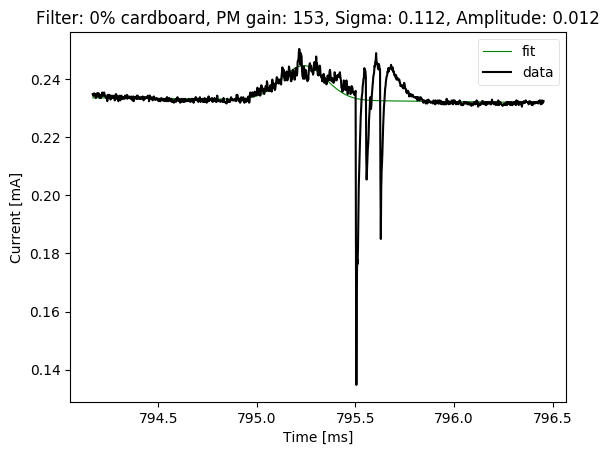 Filter: 0% cardboard, PM gain: 153, Sigma: 0.112, Amplitude: 0.012
fit
data
0.24
0.22
0.20
0.18
0.16
0.14
Current [mA]
794.5
795.0
795.5
796.0
796.5
Time [ms]